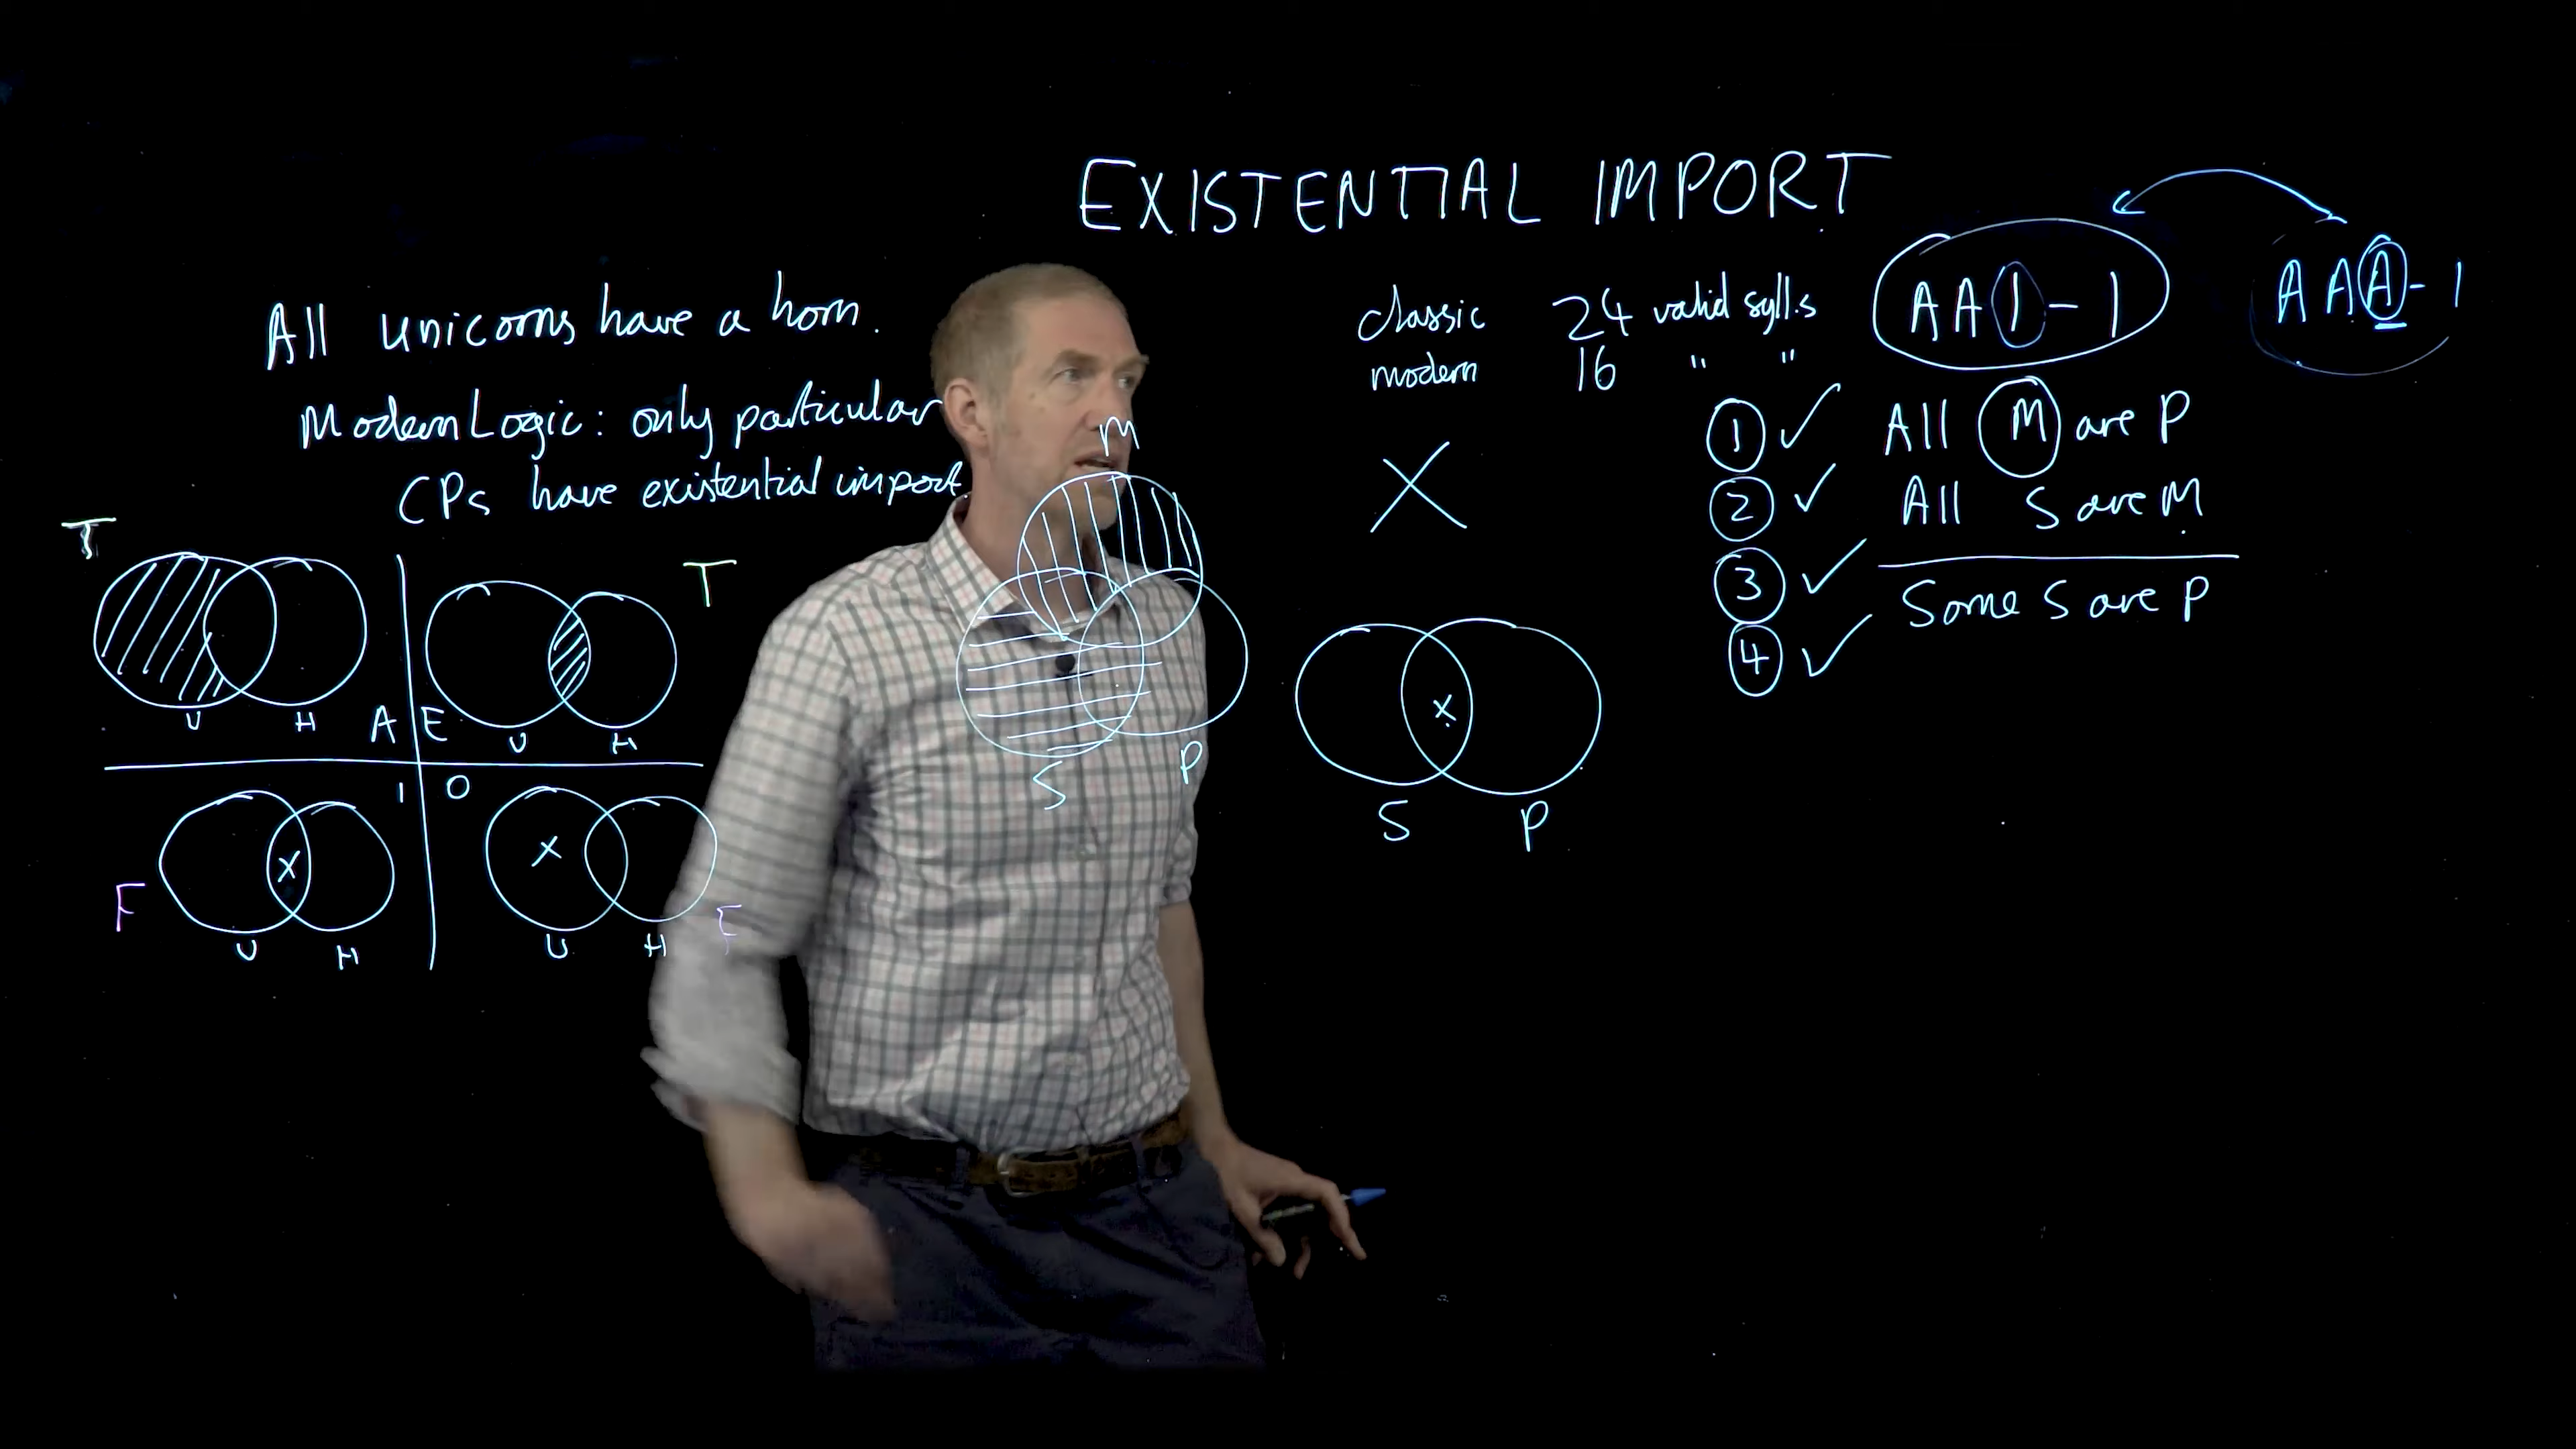 EXISTENTIAL IMPORT
All unicorns have a horn.
Modern Logic: only particular
CPs have existential import
T
U H A
E U H
T
I
U H
F
O
U H
F
M
S P
classic 24 valid sylls
modern 16 " "
X
S P
x
AAI-1
AAA-1
1 ✓ All M are P
2 ✓ All S are M
3 ✓
4 ✓ Some S are P